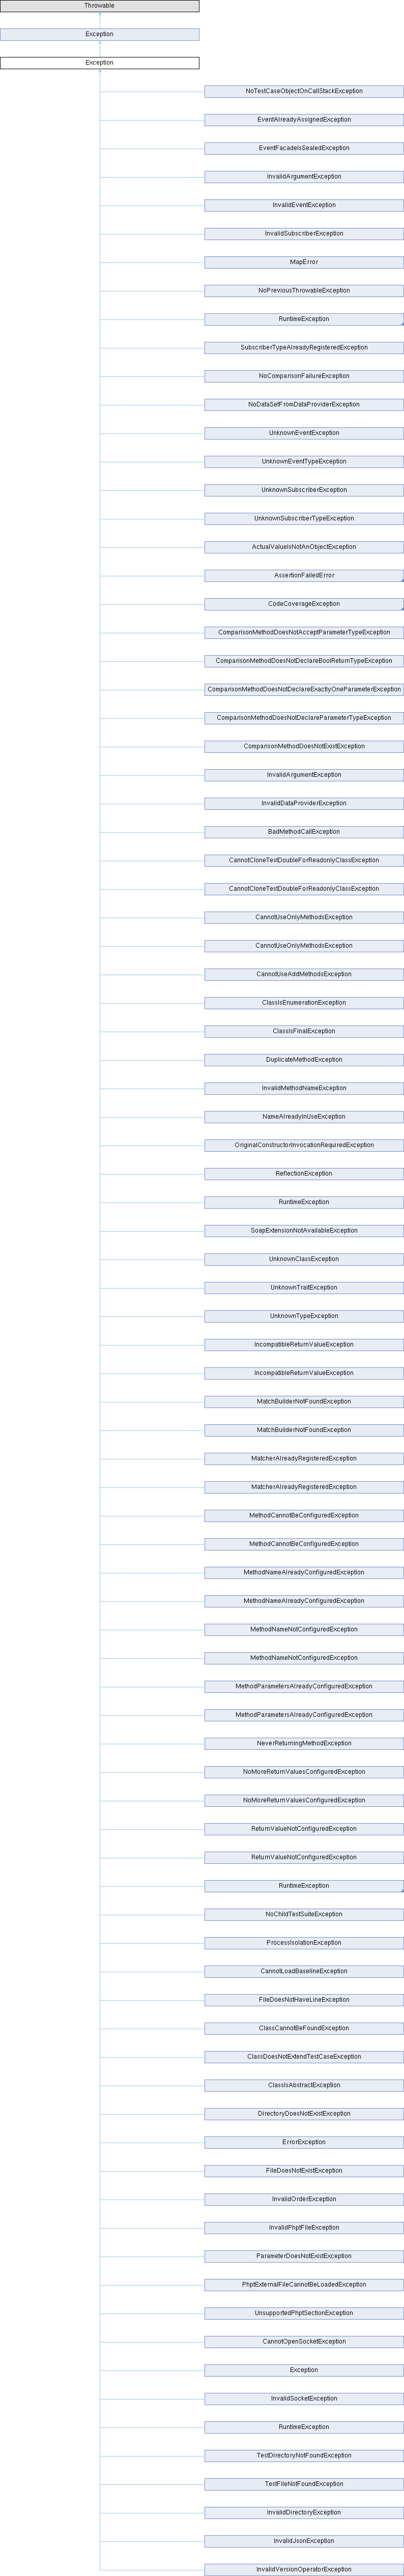 Throwable
Exception
Exception
NoTestCaseObjectOnCallStackException
EventAlreadyAssignedException
EventFacadeIsSealedException
InvalidArgumentException
InvalidEventException
InvalidSubscriberException
MapError
NoPreviousThrowableException
RuntimeException
SubscriberTypeAlreadyRegisteredException
NoComparisonFailureException
NoDataSetFromDataProviderException
UnknownEventException
UnknownEventTypeException
UnknownSubscriberException
UnknownSubscriberTypeException
ActualValueIsNotAnObjectException
AssertionFailedError
CodeCoverageException
ComparisonMethodDoesNotAcceptParameterTypeException
ComparisonMethodDoesNotDeclareBoolReturnTypeException
ComparisonMethodDoesNotDeclareExactlyOneParameterException
ComparisonMethodDoesNotDeclareParameterTypeException
ComparisonMethodDoesNotExistException
InvalidArgumentException
InvalidDataProviderException
BadMethodCallException
CannotCloneTestDoubleForReadonlyClassException
CannotCloneTestDoubleForReadonlyClassException
CannotUseOnlyMethodsException
CannotUseOnlyMethodsException
CannotUseAddMethodsException
ClassIsEnumerationException
ClassIsFinalException
DuplicateMethodException
InvalidMethodNameException
NameAlreadyInUseException
OriginalConstructorInvocationRequiredException
ReflectionException
RuntimeException
SoapExtensionNotAvailableException
UnknownClassException
UnknownTraitException
UnknownTypeException
IncompatibleReturnValueException
IncompatibleReturnValueException
MatchBuilderNotFoundException
MatchBuilderNotFoundException
MatcherAlreadyRegisteredException
MatcherAlreadyRegisteredException
MethodCannotBeConfiguredException
MethodCannotBeConfiguredException
MethodNameAlreadyConfiguredException
MethodNameAlreadyConfiguredException
MethodNameNotConfiguredException
MethodNameNotConfiguredException
MethodParametersAlreadyConfiguredException
MethodParametersAlreadyConfiguredException
NeverReturningMethodException
NoMoreReturnValuesConfiguredException
NoMoreReturnValuesConfiguredException
ReturnValueNotConfiguredException
ReturnValueNotConfiguredException
RuntimeException
NoChildTestSuiteException
ProcessIsolationException
CannotLoadBaselineException
FileDoesNotHaveLineException
ClassCannotBeFoundException
ClassDoesNotExtendTestCaseException
ClassIsAbstractException
DirectoryDoesNotExistException
ErrorException
FileDoesNotExistException
InvalidOrderException
InvalidPhptFileException
ParameterDoesNotExistException
PhptExternalFileCannotBeLoadedException
UnsupportedPhptSectionException
CannotOpenSocketException
Exception
InvalidSocketException
RuntimeException
TestDirectoryNotFoundException
TestFileNotFoundException
InvalidDirectoryException
InvalidJsonException
InvalidVersionOperatorException